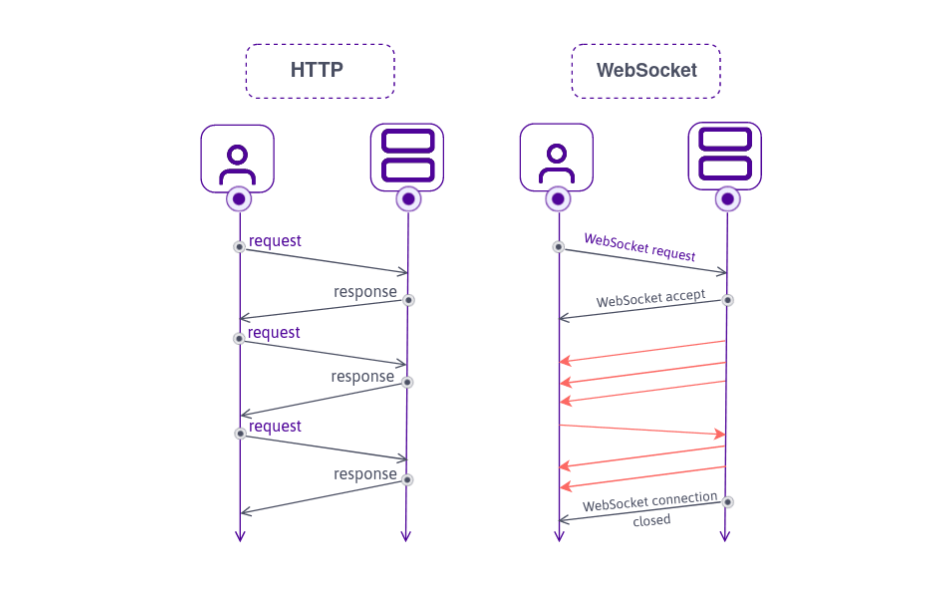 HTTP
WebSocket
request
response
request
response
request
response
WebSocket request
WebSocket accept
WebSocket connection
closed